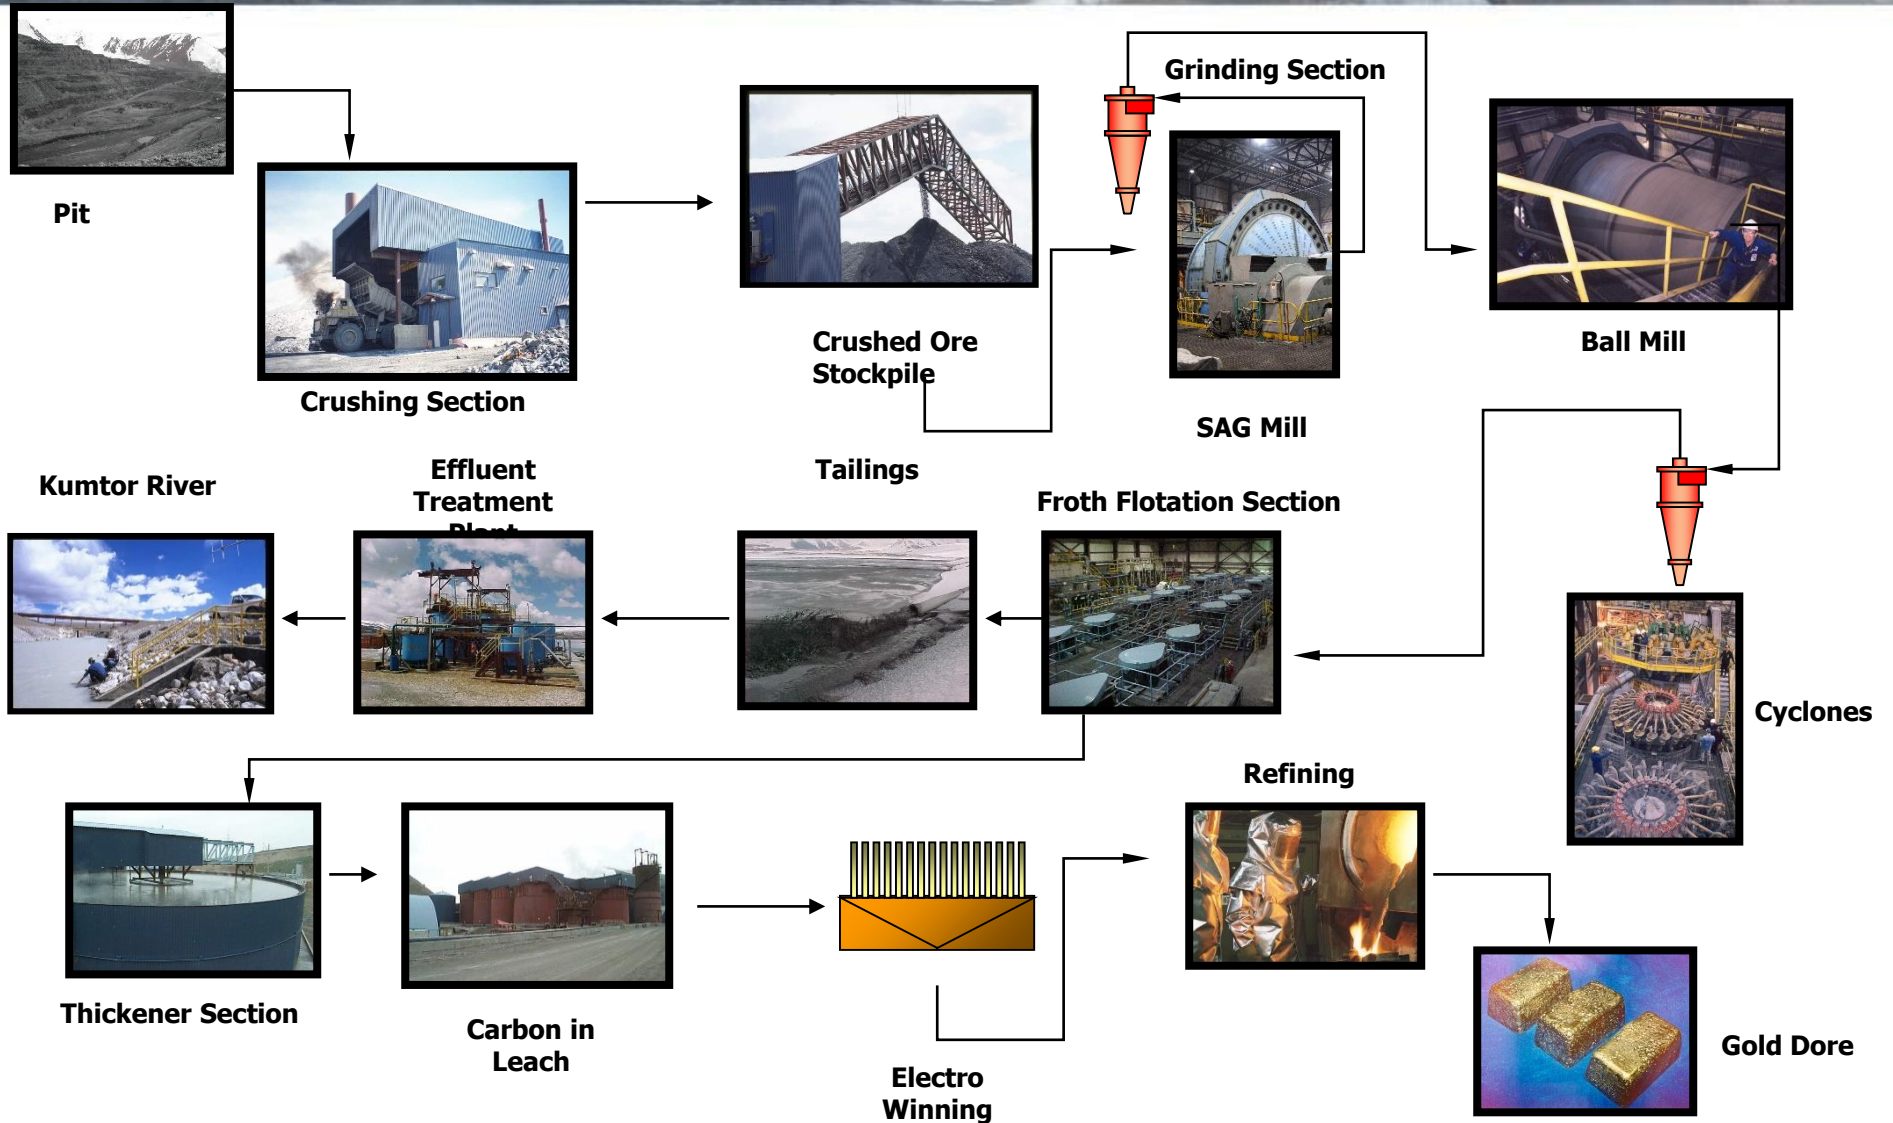 Grinding Section
Pit
Crushed Ore
Stockpile
Ball Mill
Crushing Section
SAG Mill
Kumtor River
Effluent
Treatment
Plant
Tailings
Froth Flotation Section
Cyclones
Refining
Thickener Section
Carbon in
Leach
Electro
Winning
Gold Dore